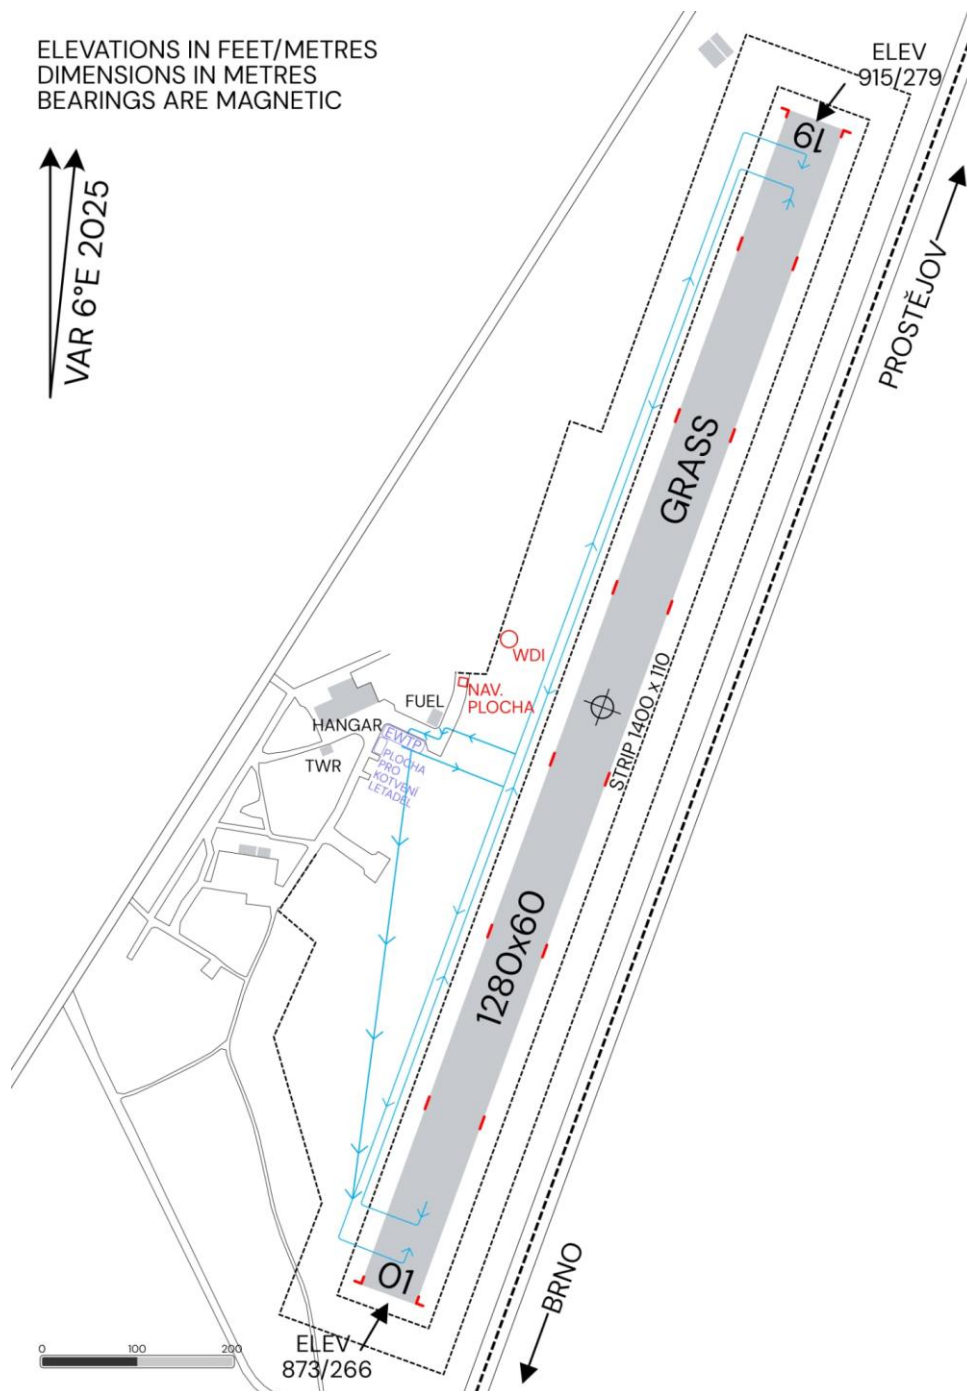 ELEVATIONS IN FEET/METRES
DIMENSIONS IN METRES
BEARINGS ARE MAGNETIC
VAR 6°E 2025
ELEV
915/279
19
PROSTĚJOV
GRASS
WDI
NAV.
PLOCHA
FUEL
HANGAR
EWTP
TWR
PLOCHA
PRO
KOTVENÍ
LETADEL
STRIP 1400 x 110
1280x60
01
BRNO
ELEV
873/266
0 100 200